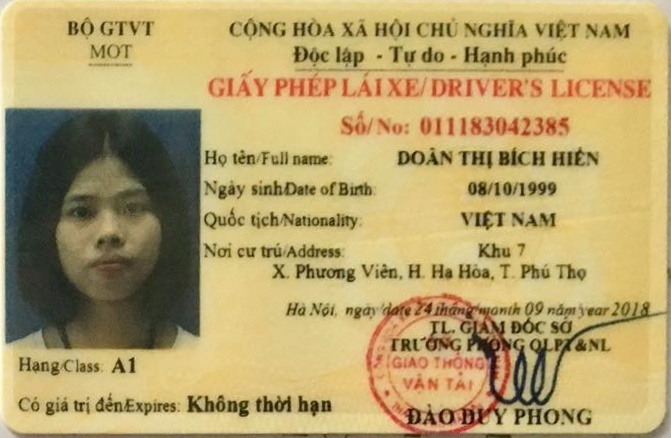 BỘ GTVT
MOT
CỘNG HÒA XÃ HỘI CHỦ NGHĨA VIỆT NAM
Độc lập - Tự do - Hạnh phúc
GIẤY PHÉP LÁI XE/DRIVER'S LICENSE
Số/No: 011183042385
Họ tên/Full name: DOÃN THỊ BÍCH HIỀN
Ngày sinh/Date of Birth: 08/10/1999
Quốc tịch/Nationality: VIỆT NAM
Nơi cư trú/Address: Khu 7
X. Phương Viên, H. Hạ Hòa, T. Phú Thọ
Hà Nội, ngày/date 24 tháng/month 09 năm/year 2018
TL. GIÁM ĐỐC SỞ
TRƯỞNG PHÒNG QLPT&NL
GIAO THÔNG
VẬN TẢI
Hạng/Class: A1
Có giá trị đến/Expires: Không thời hạn
ĐÀO DUY PHONG